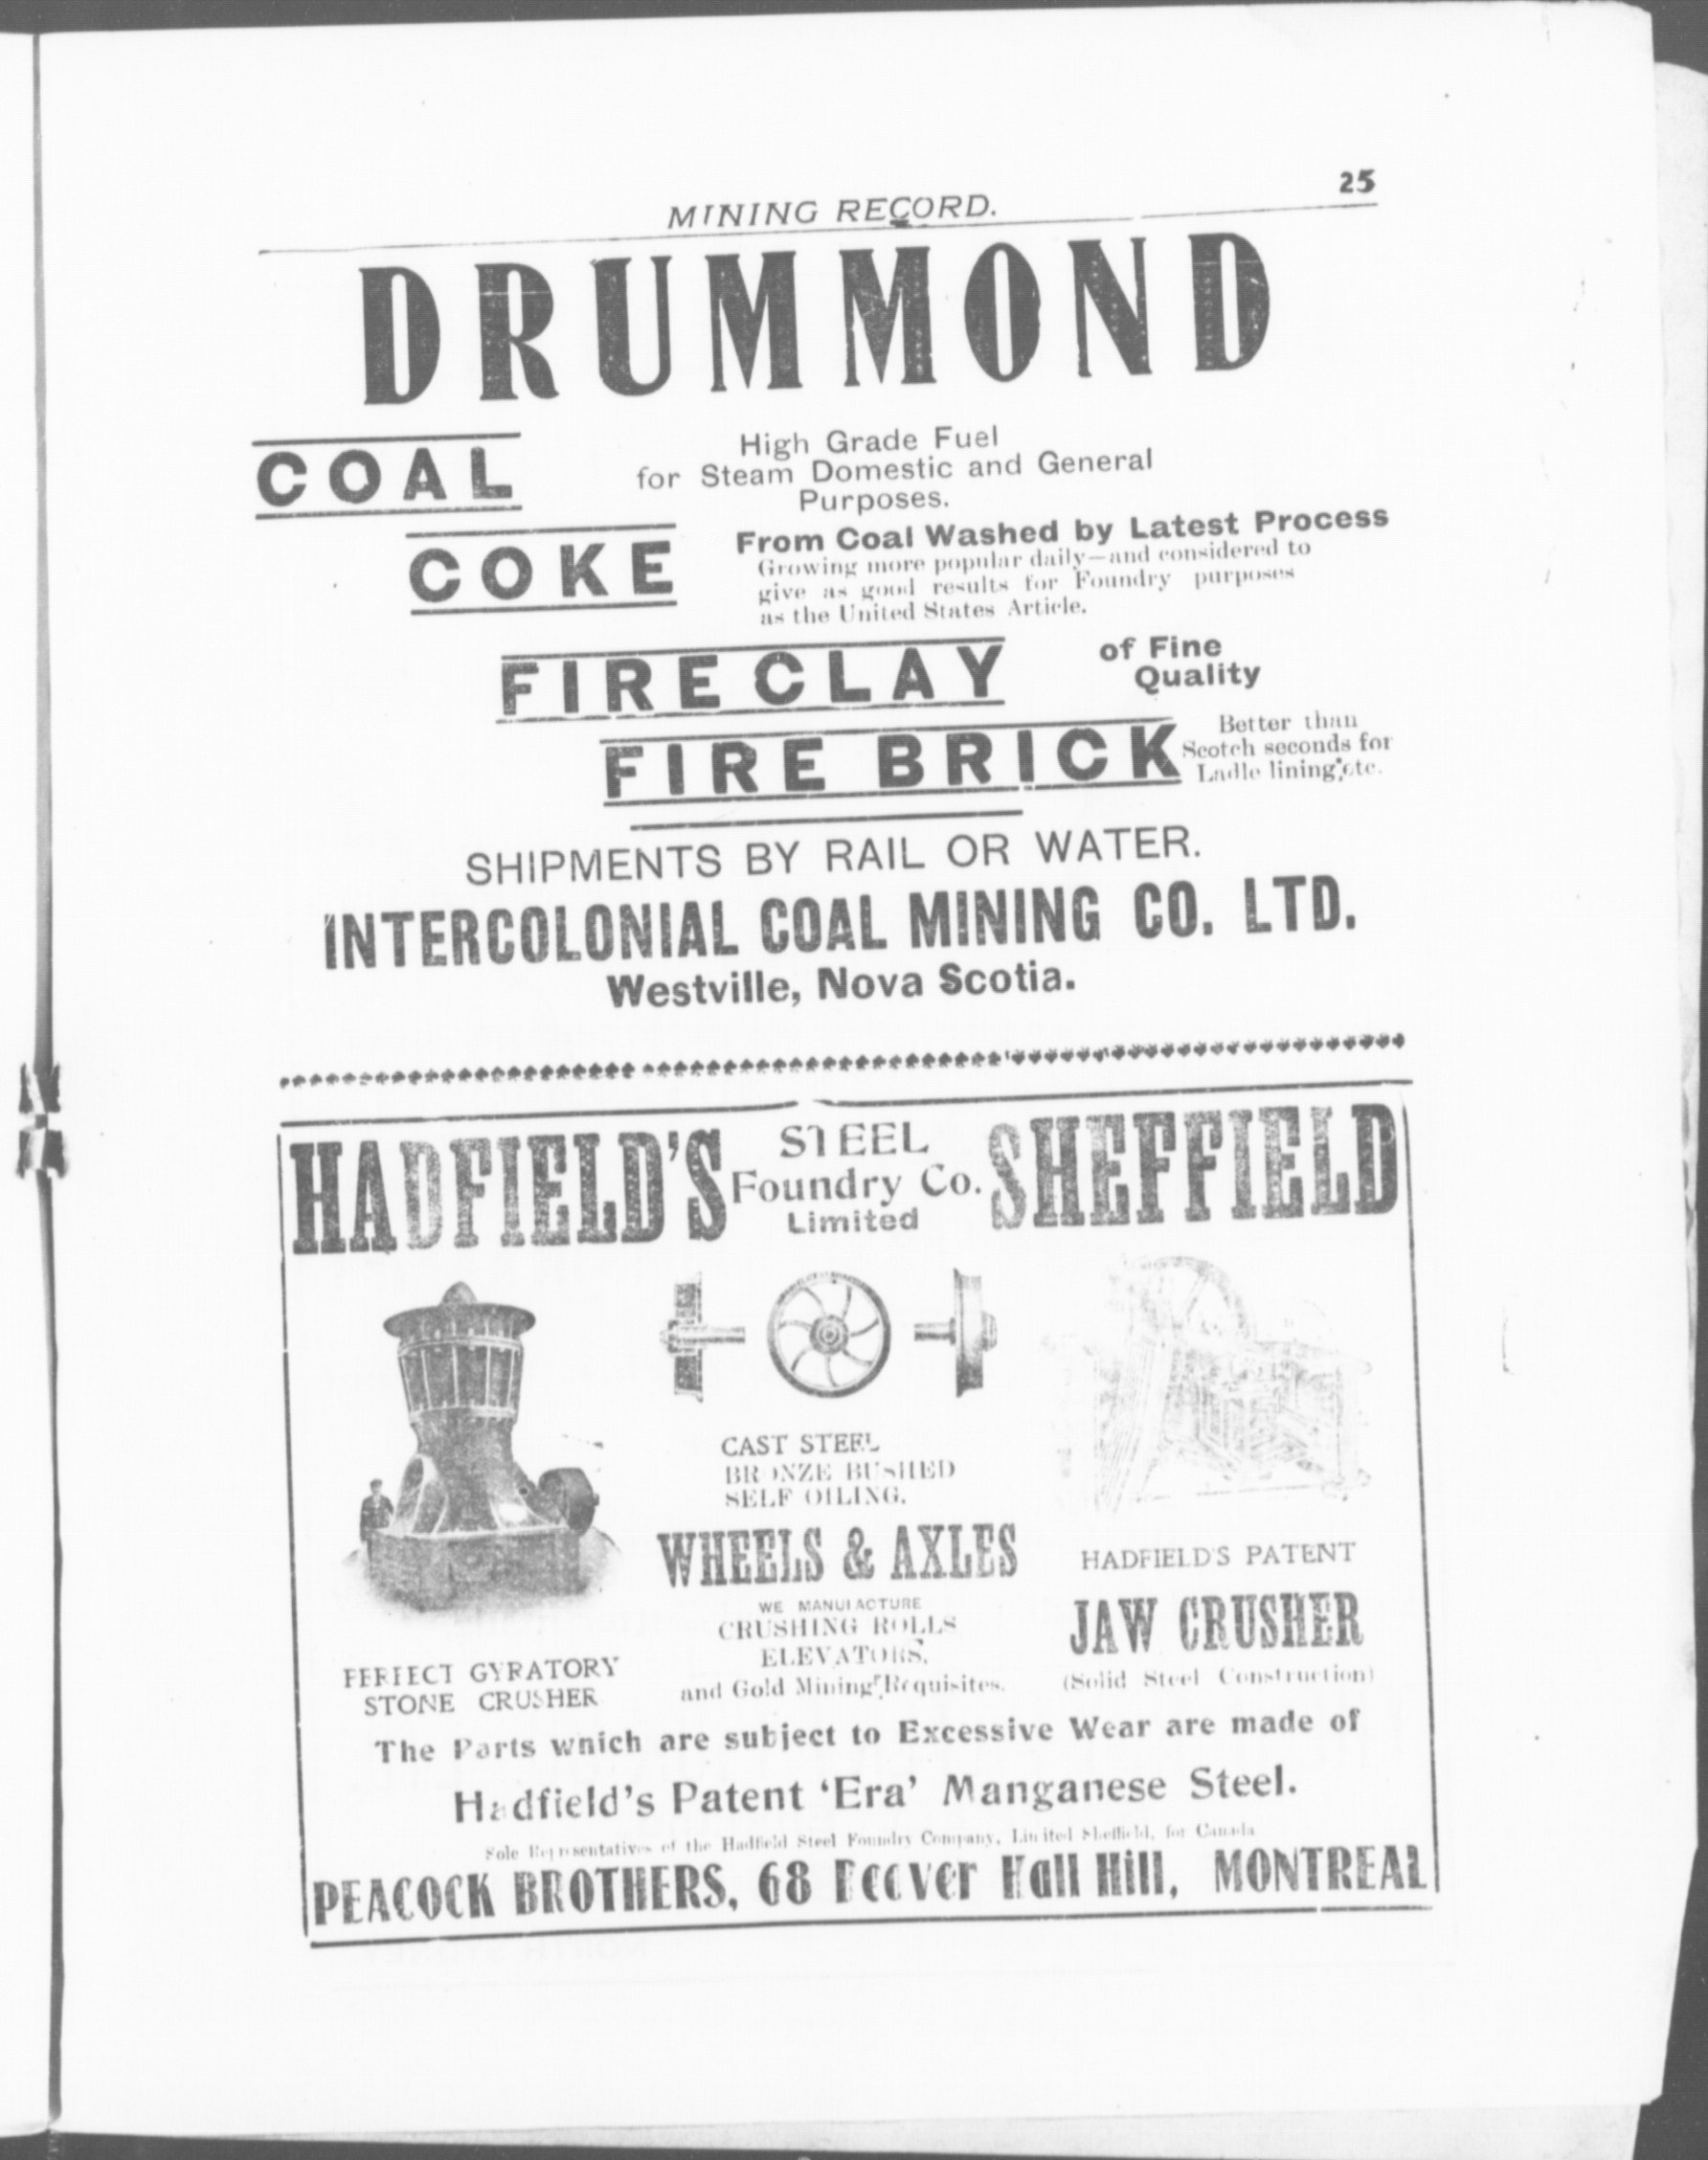 MINING RECORD.
25
DRUMMOND
COAL
High Grade Fuel
for Steam Domestic and General
Purposes.
COKE
From Coal Washed by Latest Process
Growing more popular daily—and considered to
give as good results for Foundry purposes
as the United States Article.
FIRECLAY
of Fine
Quality
FIRE BRICK
Better than
Scotch seconds for
Ladle lining, etc.
SHIPMENTS BY RAIL OR WATER.
INTERCOLONIAL COAL MINING CO. LTD.
Westville, Nova Scotia.
HADFIELD'S
STEEL
Foundry Co.
Limited
SHEFFIELD
CAST STEEL
BRONZE BUSHED
SELF OILING.
WHEELS & AXLES
WE MANUFACTURE
CRUSHING ROLLS
ELEVATORS,
and Gold Mining Requisites.
PERFECT GYRATORY
STONE CRUSHER
HADFIELD'S PATENT
JAW CRUSHER
(Solid Steel Construction)
The Parts which are subject to Excessive Wear are made of
Hadfield's Patent 'Era' Manganese Steel.
Sole Representatives of the Hadfield Steel Foundry Company, Limited Sheffield, for Canada
PEACOCK BROTHERS, 68 Beaver Hall Hill, MONTREAL